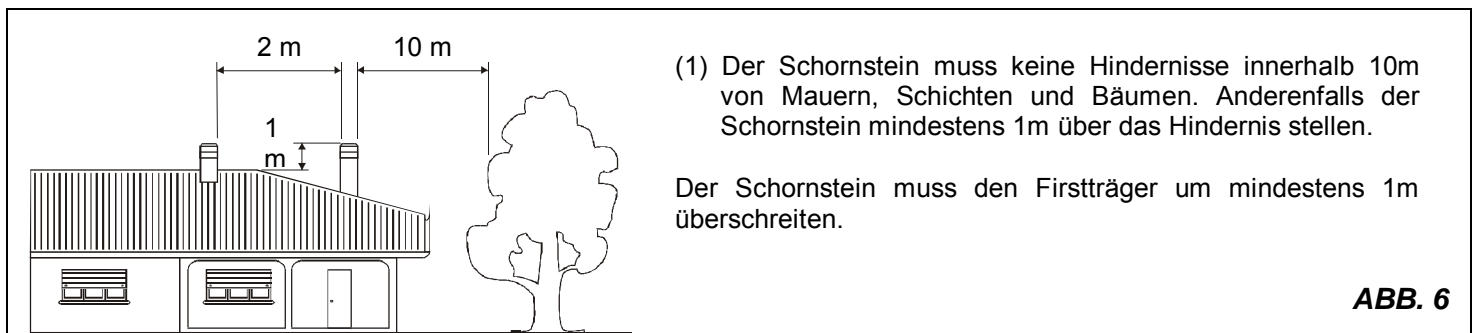 2 m
10 m
1
m
(1) Der Schornstein muss keine Hindernisse innerhalb 10m
von Mauern, Schichten und Bäumen. Anderenfalls der
Schornstein mindestens 1m über das Hindernis stellen.
Der Schornstein muss den Firstträger um mindestens 1m
überschreiten.
ABB. 6